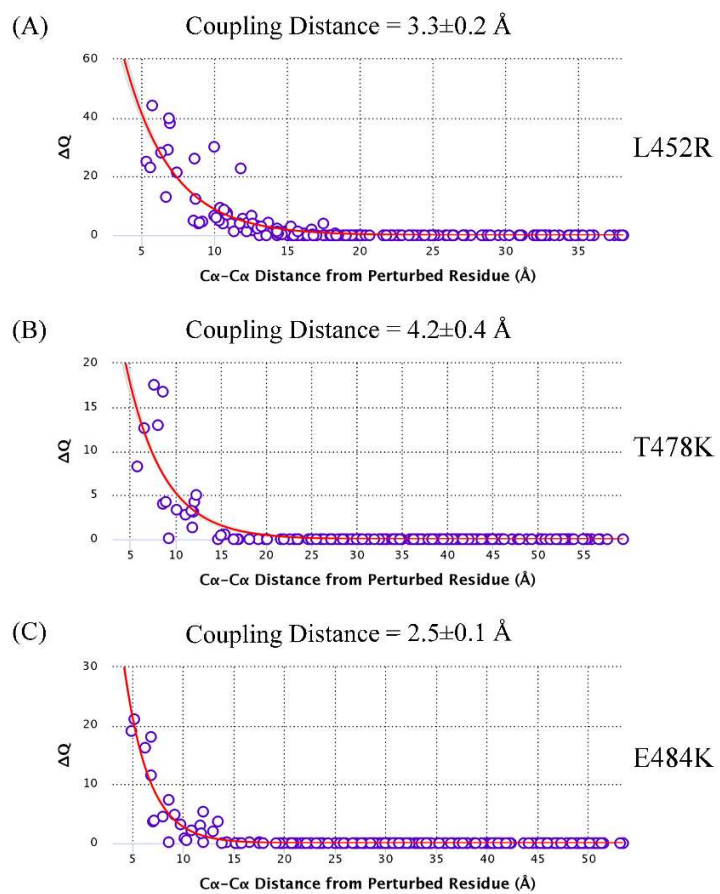 (A) Coupling Distance = 3.3±0.2 Å
60
40
20
0
ΔQ
5 10 15 20 25 30 35
Cα-Cα Distance from Perturbed Residue (Å)
L452R
(B) Coupling Distance = 4.2±0.4 Å
20
15
10
5
0
ΔQ
5 10 15 20 25 30 35 40 45 50 55
Cα-Cα Distance from Perturbed Residue (Å)
T478K
(C) Coupling Distance = 2.5±0.1 Å
30
20
10
0
ΔQ
5 10 15 20 25 30 35 40 45 50
Cα-Cα Distance from Perturbed Residue (Å)
E484K